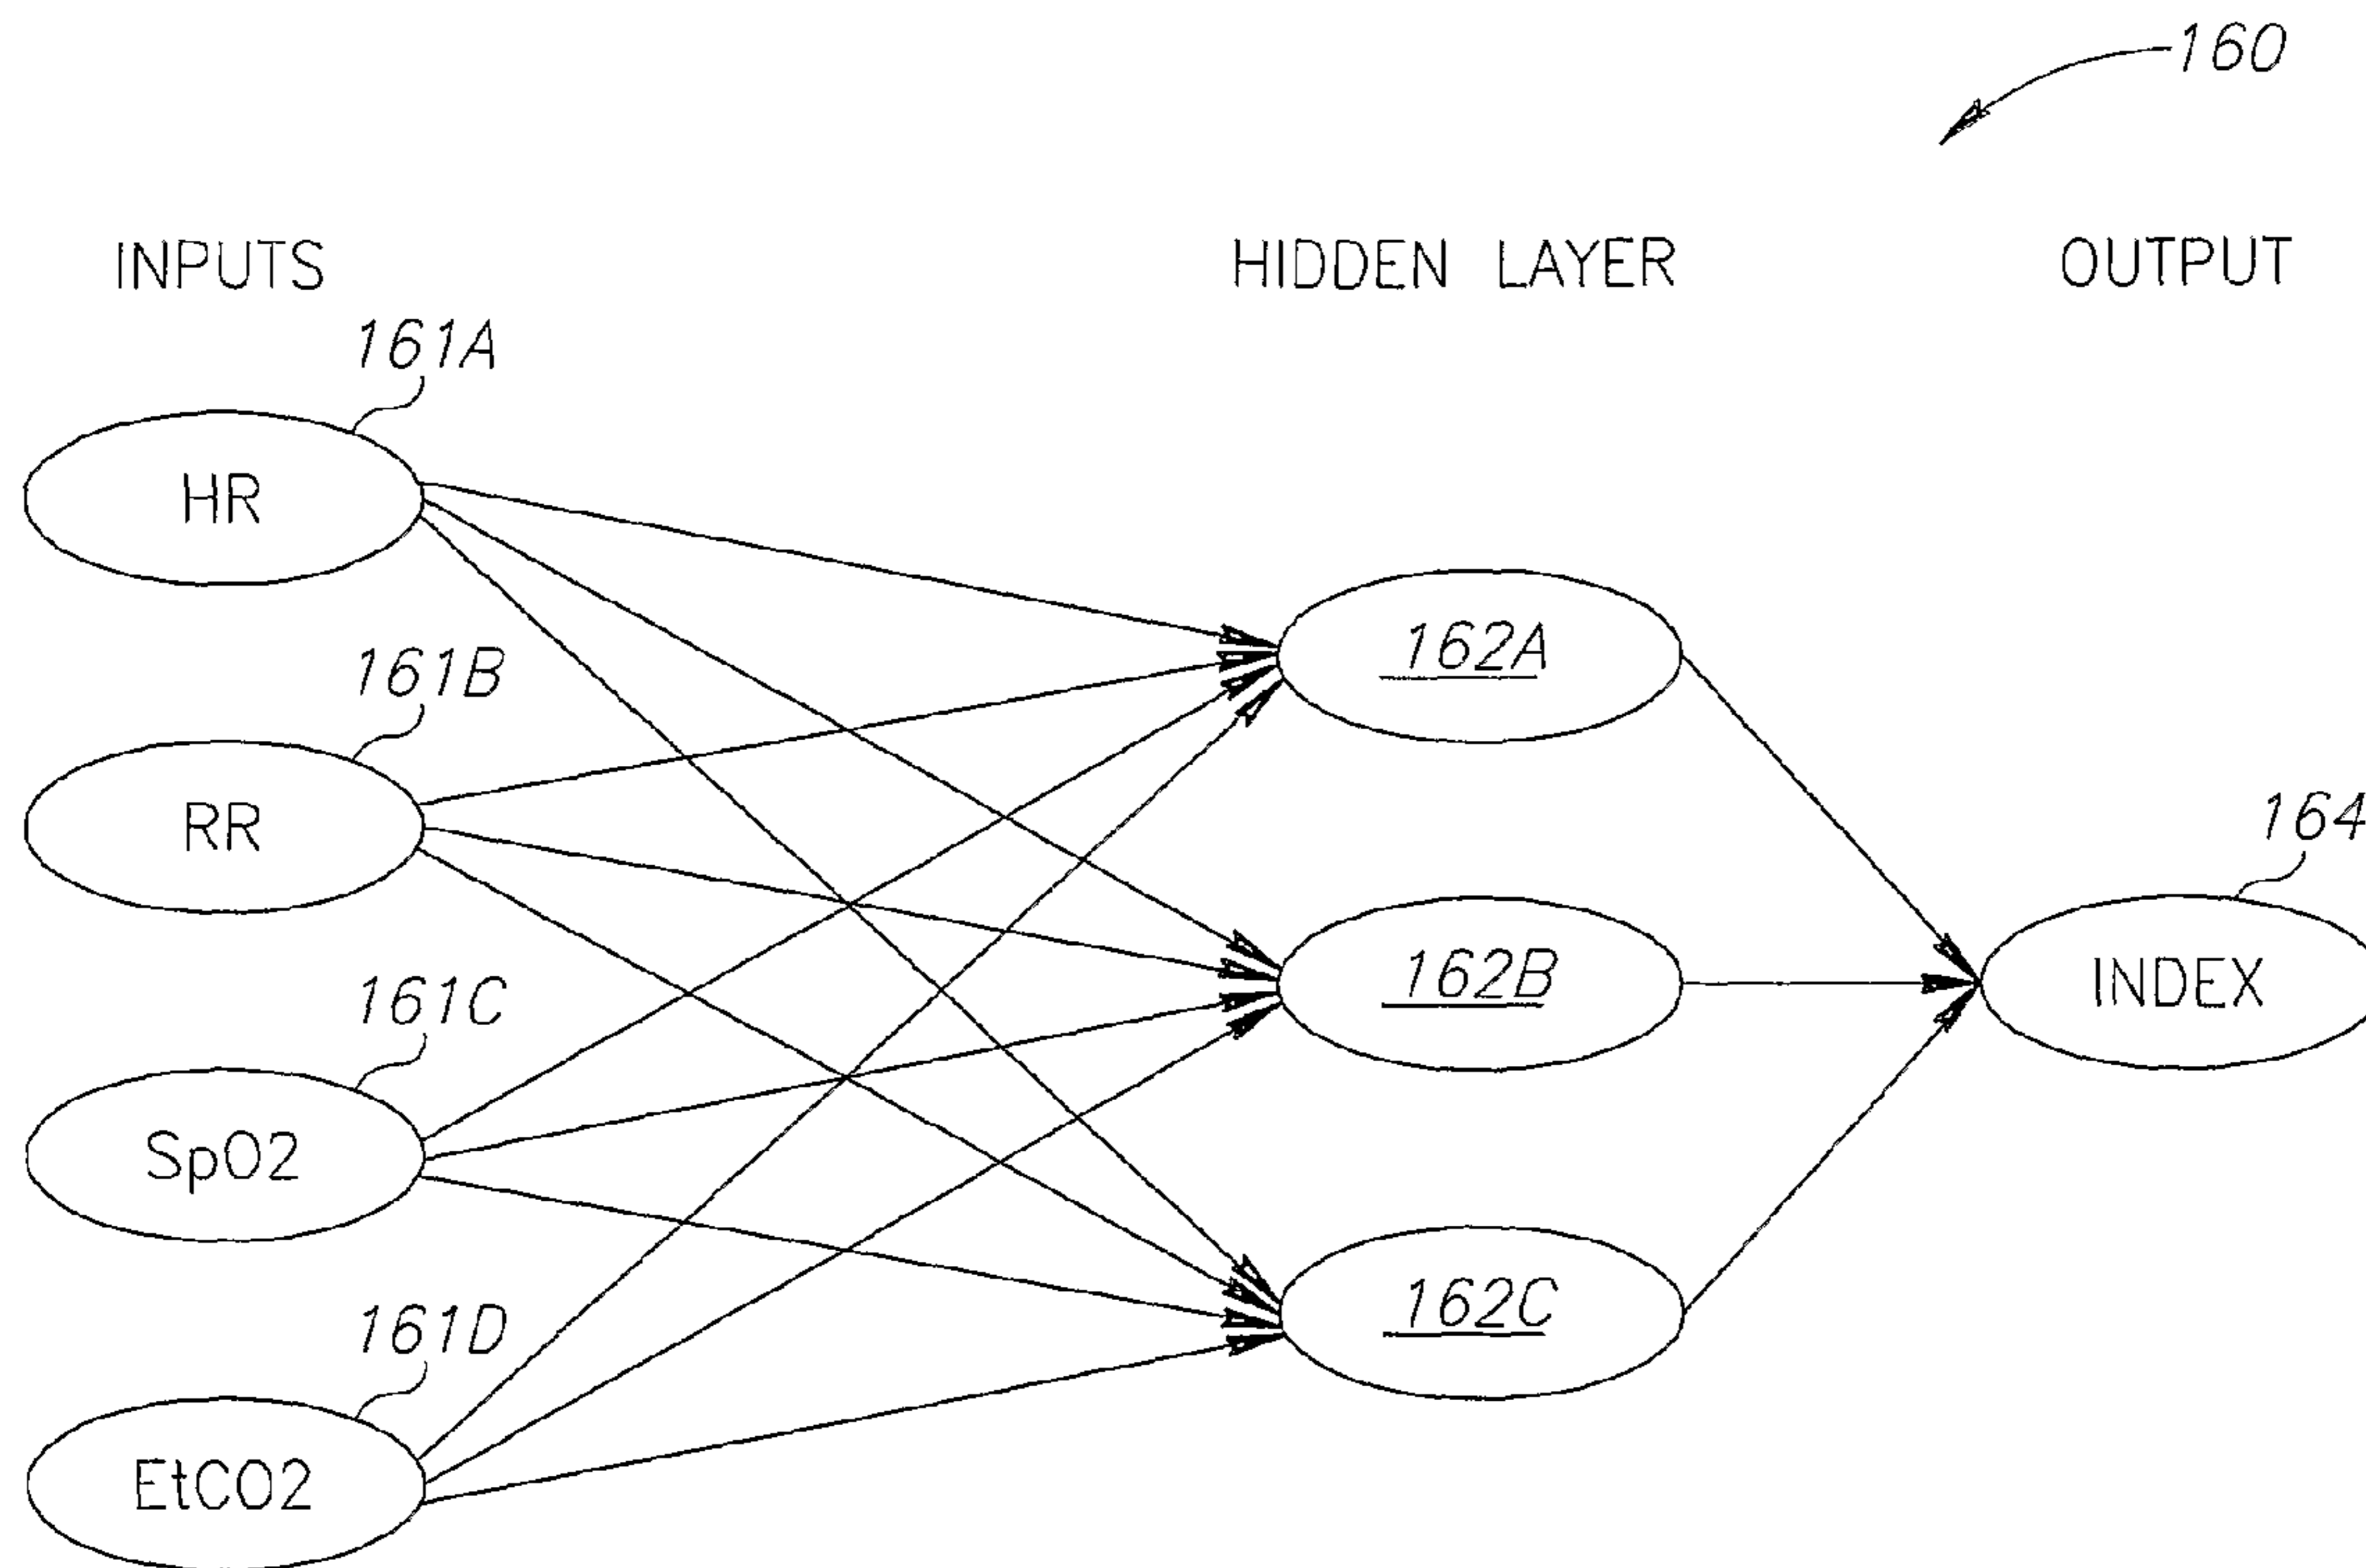 160
INPUTS HIDDEN LAYER OUTPUT
161A
HR
161B
RR
161C
SpO2
161D
EtCO2
162A
162B
162C
164
INDEX